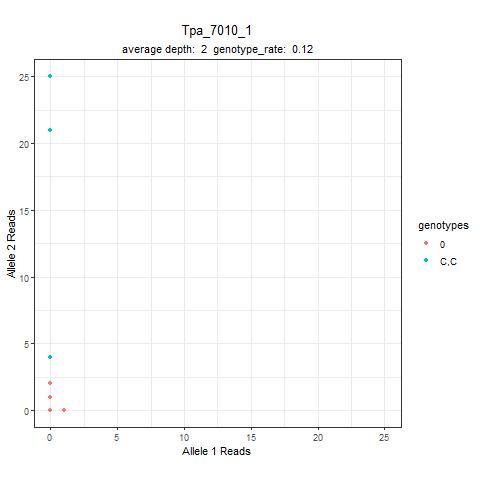 Tpa_7010_1
average depth: 2 genotype_rate: 0.12
25
20
15
10
5
0
Allele 2 Reads
0 5 10 15 20 25
Allele 1 Reads
genotypes
0
C,C